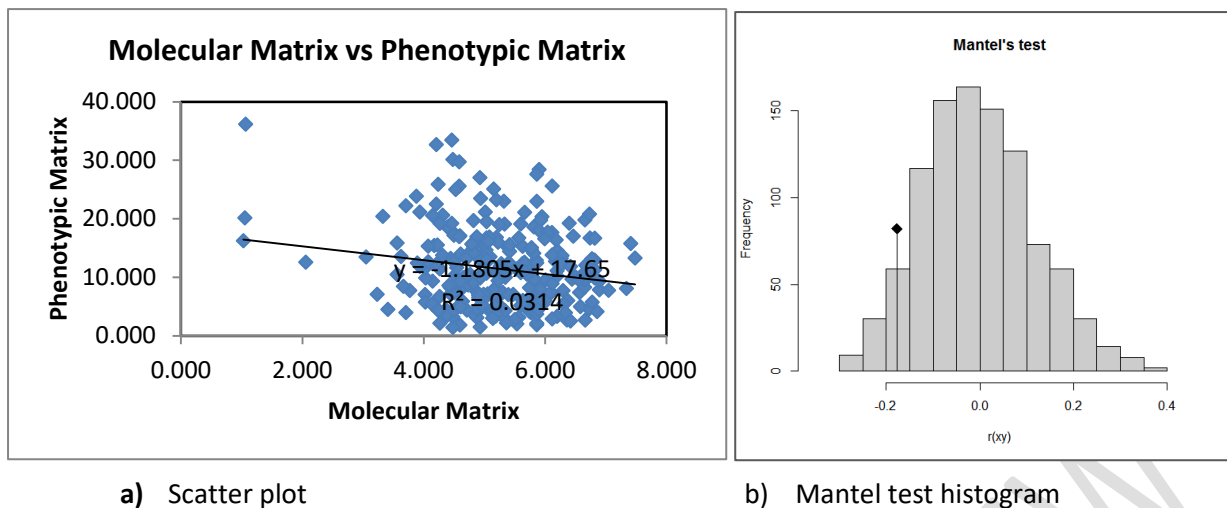 Molecular Matrix vs Phenotypic Matrix
40.000
30.000
20.000
10.000
0.000
Phenotypic Matrix
y = -1.1805x + 17.65
R² = 0.0314
0.000 2.000 4.000 6.000 8.000
Molecular Matrix
Mantel's test
150
100
50
0
Frequency
-0.2 0.0 0.2 0.4
r(xy)
a) Scatter plot
b) Mantel test histogram